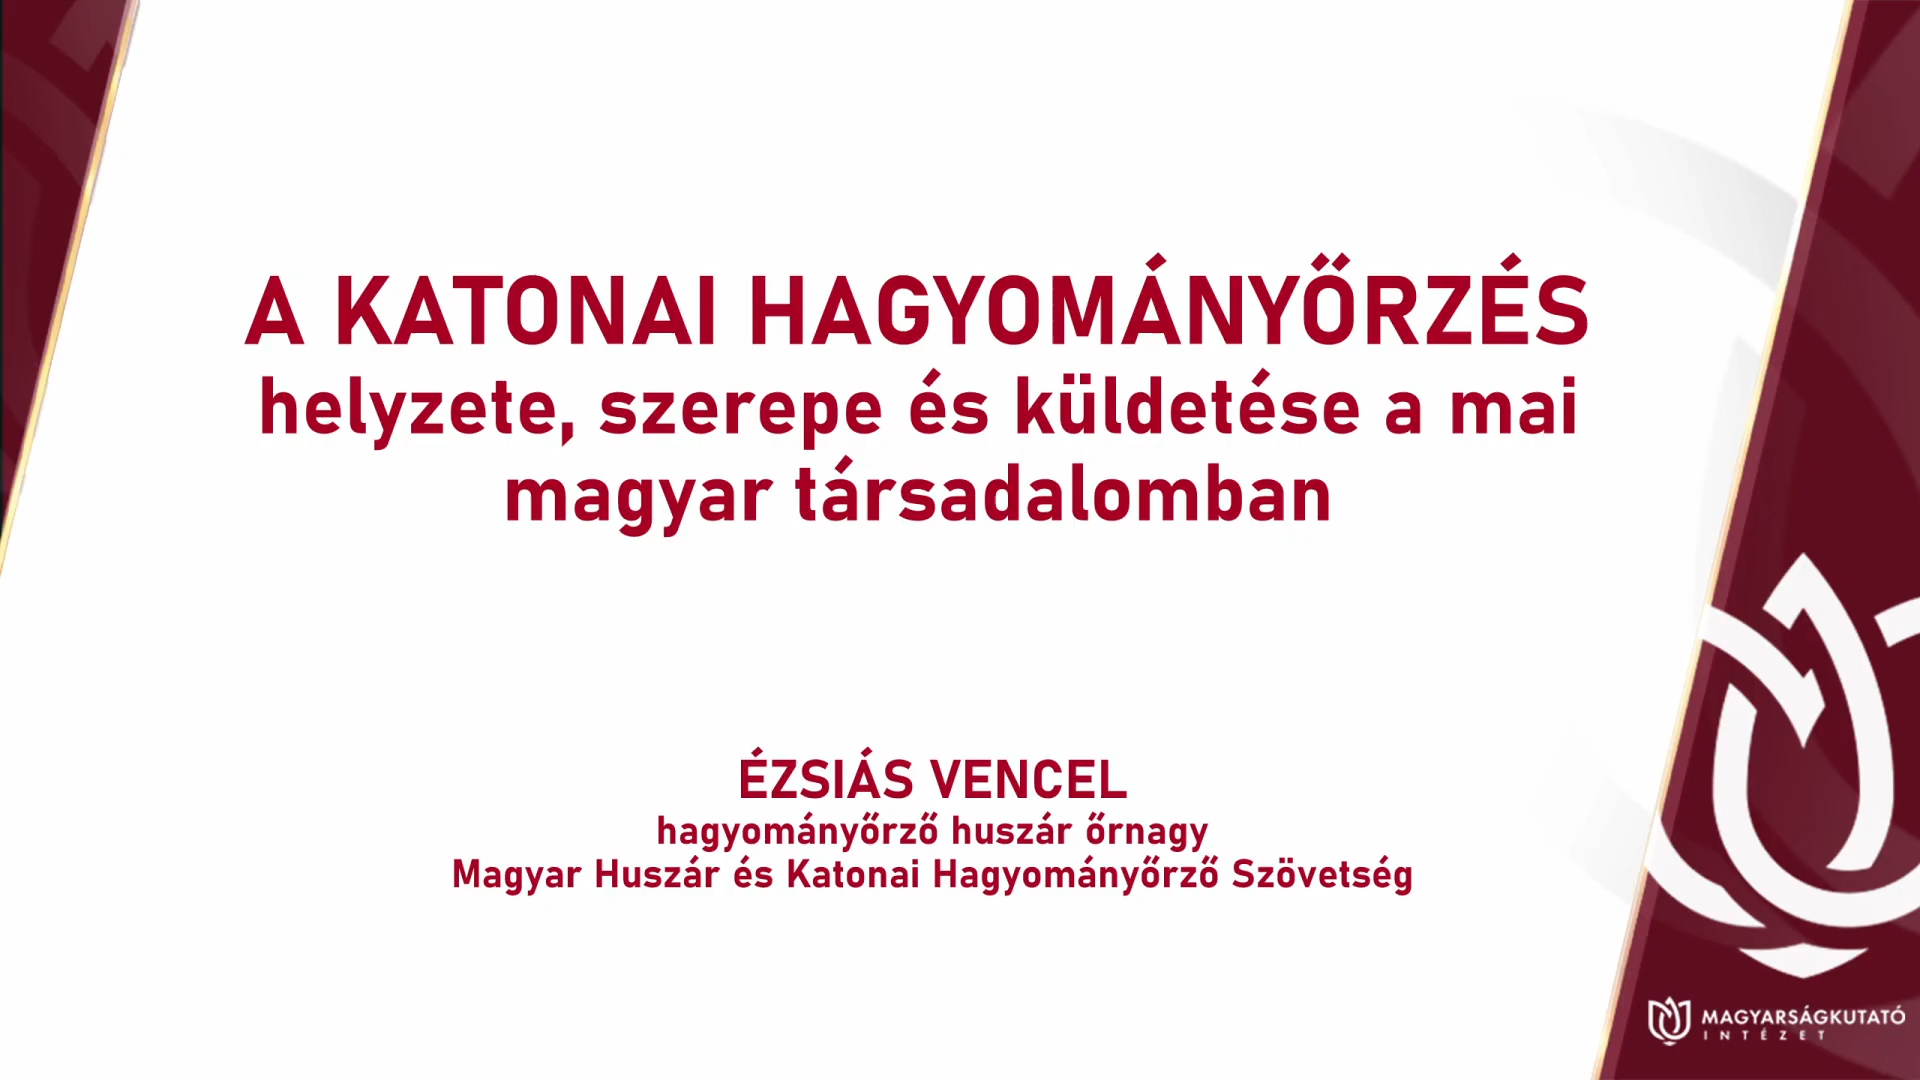 A KATONAI HAGYOMÁNYŐRZÉS
helyzete, szerepe és küldetése a mai
magyar társadalomban
ÉZSIÁS VENCEL
hagyományőrző huszár őrnagy
Magyar Huszár és Katonai Hagyományőrző Szövetség
MAGYARSÁGKUTATÓ
INTÉZET